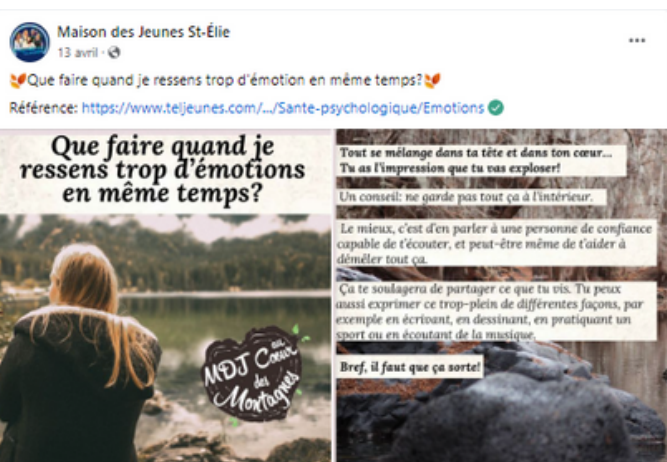 Maison des Jeunes St-Élie
13 avril
Que faire quand je ressens trop d'émotion en même temps?
Référence: https://www.teljeunes.com/.../Sante-psychologique/Emotions
Que faire quand je
ressens trop d'émotions
en même temps?
MDJ Coeur
au
des
Montagnes
Tout se mélange dans ta tête et dans ton cœur...
Tu as l'impression que tu vas exploser!
Un conseil: ne garde pas tout ça à l'intérieur.
Le mieux, c'est d'en parler à une personne de confiance
capable de t'écouter, et peut-être même de t'aider à
démêler tout ça.
Ça te soulagera de partager ce que tu vis. Tu peux
aussi exprimer ce trop-plein de différentes façons, par
exemple en écrivant, en dessinant, en pratiquant un
sport ou en écoutant de la musique.
Bref, il faut que ça sorte!